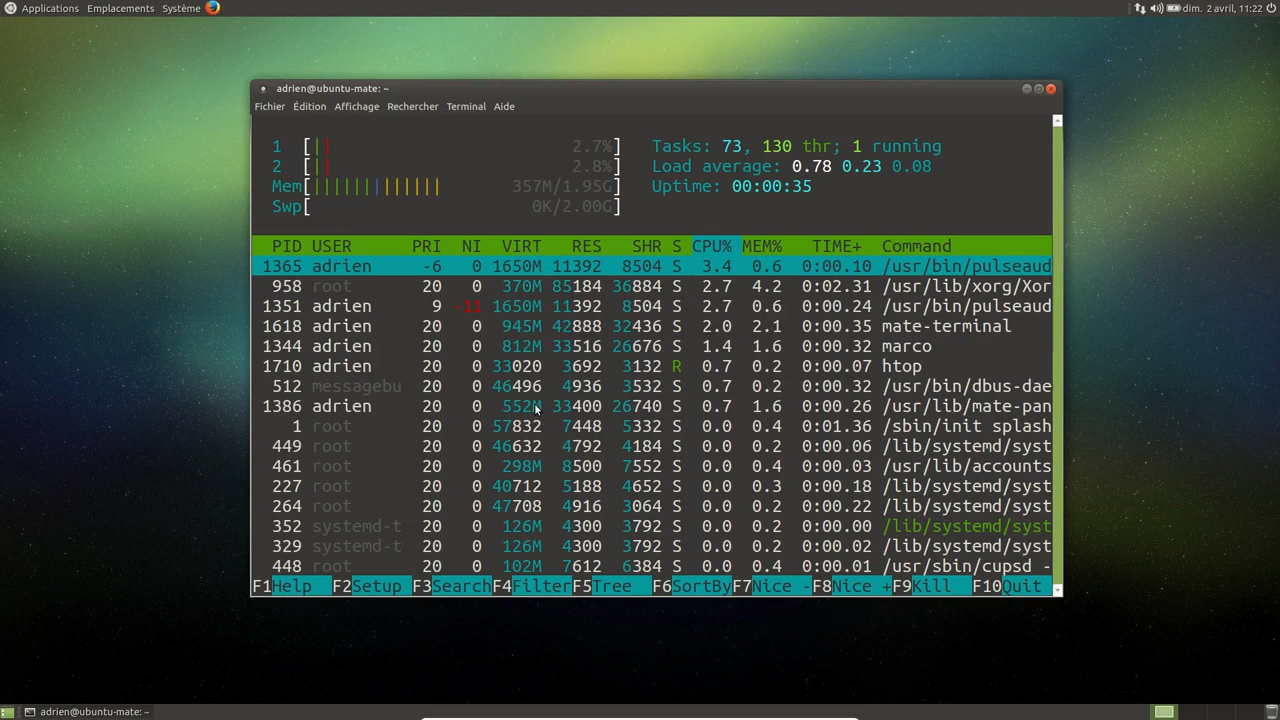 Applications Emplacements Système dim. 2 avril, 11:22
adrien@ubuntu-mate: ~
Fichier Édition Affichage Rechercher Terminal Aide
1 [|| 2.7%] Tasks: 73, 130 thr; 1 running
2 [|| 2.8%] Load average: 0.78 0.23 0.08
Mem[||||||||||||| 357M/1.95G] Uptime: 00:00:35
Swp[ 0K/2.00G]
PID USER PRI NI VIRT RES SHR S CPU% MEM% TIME+ Command
1365 adrien -6 0 1650M 11392 8504 S 3.4 0.6 0:00.10 /usr/bin/pulseaud
958 root 20 0 370M 85184 36884 S 2.7 4.2 0:02.31 /usr/lib/xorg/Xor
1351 adrien 9 -11 1650M 11392 8504 S 2.7 0.6 0:00.24 /usr/bin/pulseaud
1618 adrien 20 0 945M 42888 32436 S 2.0 2.1 0:00.35 mate-terminal
1344 adrien 20 0 812M 33516 26676 S 1.4 1.6 0:00.32 marco
1710 adrien 20 0 33020 3692 3132 R 0.7 0.2 0:00.07 htop
512 messagebu 20 0 46496 4936 3532 S 0.7 0.2 0:00.32 /usr/bin/dbus-dae
1386 adrien 20 0 552M 33400 26740 S 0.7 1.6 0:00.26 /usr/lib/mate-pan
1 root 20 0 57832 7448 5332 S 0.0 0.4 0:01.36 /sbin/init splash
449 root 20 0 46632 4792 4184 S 0.0 0.2 0:00.06 /lib/systemd/syst
461 root 20 0 298M 8500 7552 S 0.0 0.4 0:00.03 /usr/lib/accounts
227 root 20 0 40712 5188 4652 S 0.0 0.3 0:00.18 /lib/systemd/syst
264 root 20 0 47708 4916 3064 S 0.0 0.2 0:00.22 /lib/systemd/syst
352 systemd-t 20 0 126M 4300 3792 S 0.0 0.2 0:00.00 /lib/systemd/syst
329 systemd-t 20 0 126M 4300 3792 S 0.0 0.2 0:00.02 /lib/systemd/syst
448 root 20 0 102M 7612 6384 S 0.0 0.4 0:00.01 /usr/sbin/cupsd -
F1Help F2Setup F3SearchF4FilterF5Tree F6SortByF7Nice -F8Nice +F9Kill F10Quit
adrien@ubuntu-mate: ~